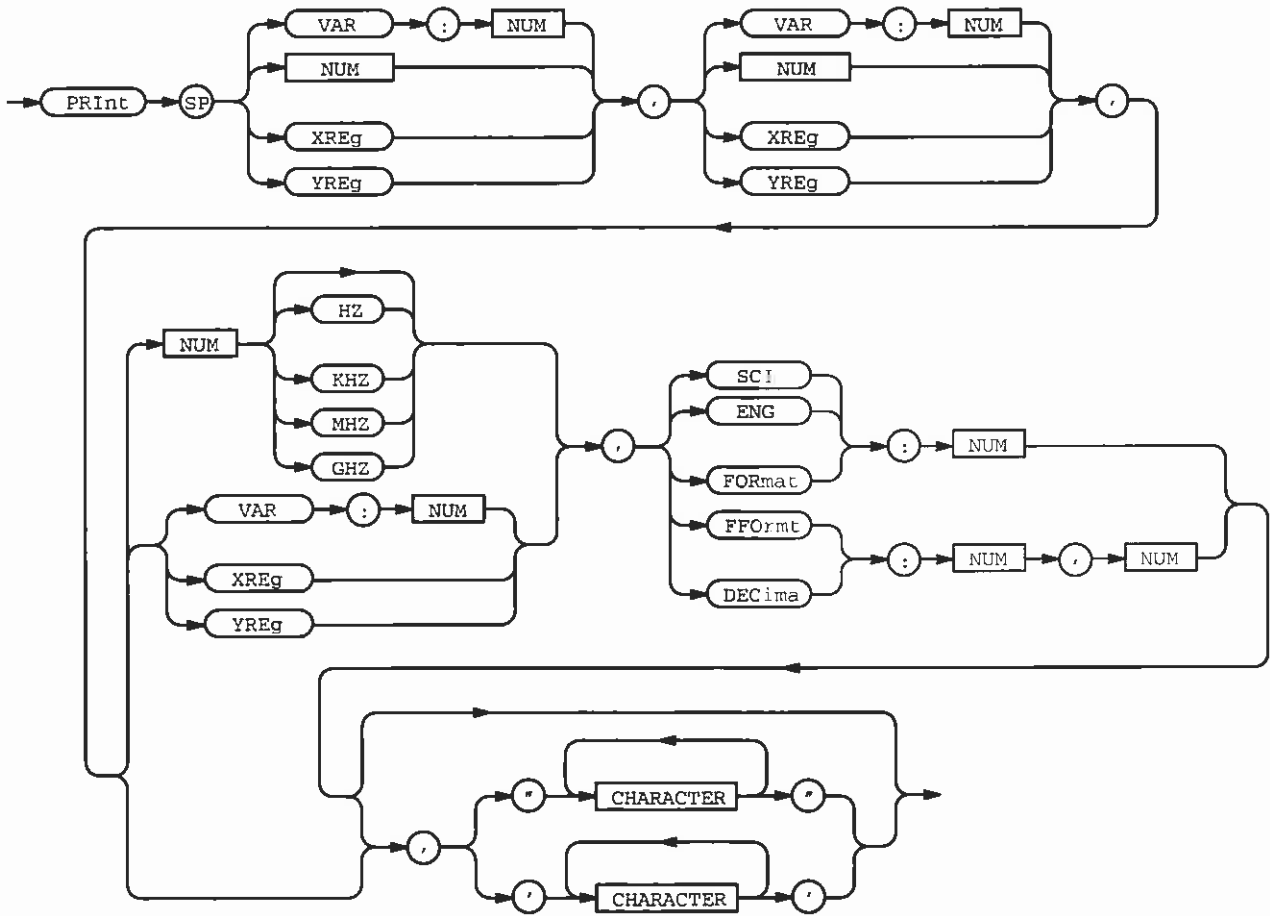 VAR : NUM VAR : NUM
NUM NUM
PRInt SP , ,
XREg XREg
YREg YREg
HZ
NUM
KHZ SCI
MHZ , ENG : NUM
GHZ FORmat
VAR : NUM FFOrmt
: NUM , NUM
XREg DECima
YREg
" CHARACTER "
,
' CHARACTER '